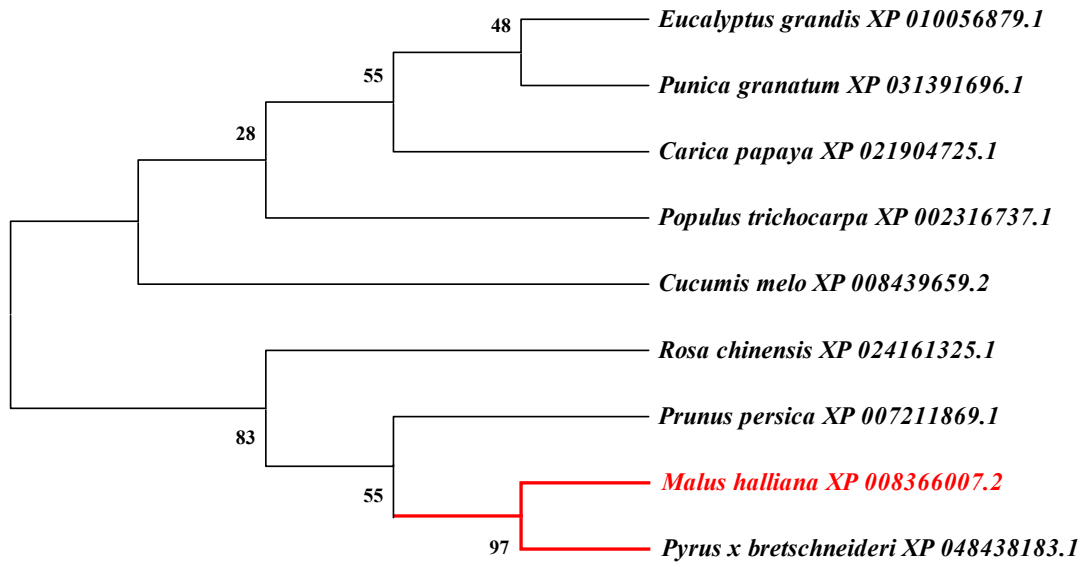 48
Eucalyptus grandis XP 010056879.1
55
Punica granatum XP 031391696.1
28
Carica papaya XP 021904725.1
Populus trichocarpa XP 002316737.1
Cucumis melo XP 008439659.2
Rosa chinensis XP 024161325.1
83
Prunus persica XP 007211869.1
55
Malus halliana XP 008366007.2
97
Pyrus x bretschneideri XP 048438183.1